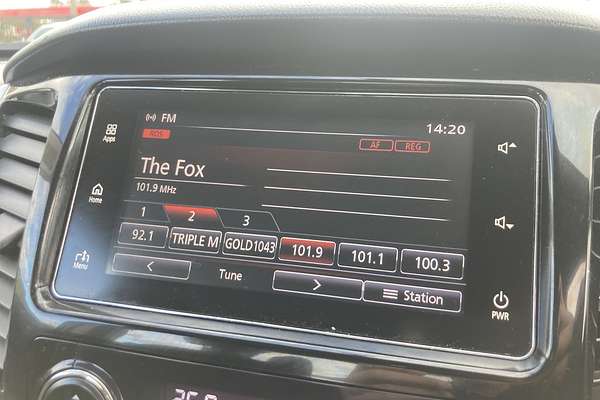 FM
14:20
RDS
AF REG
Apps
The Fox
101.9 MHz
Home
1 2 3
92.1 TRIPLE M GOLD1043 101.9 101.1 100.3
Menu
< Tune > Station
PWR